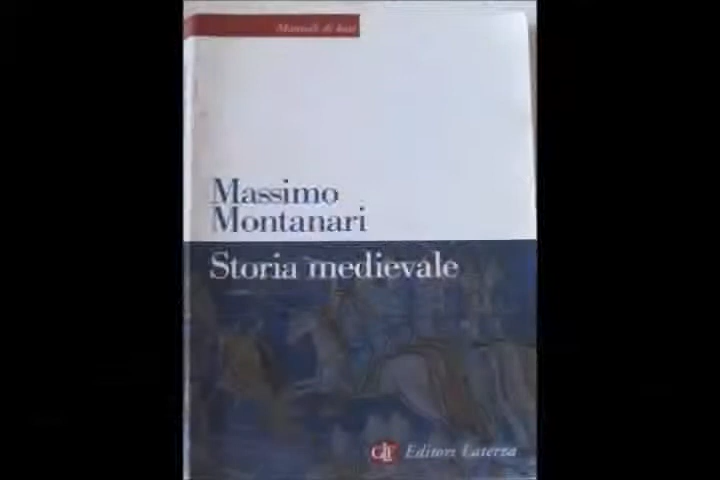 Manuali di base
Massimo
Montanari
Storia medievale
Editori Laterza